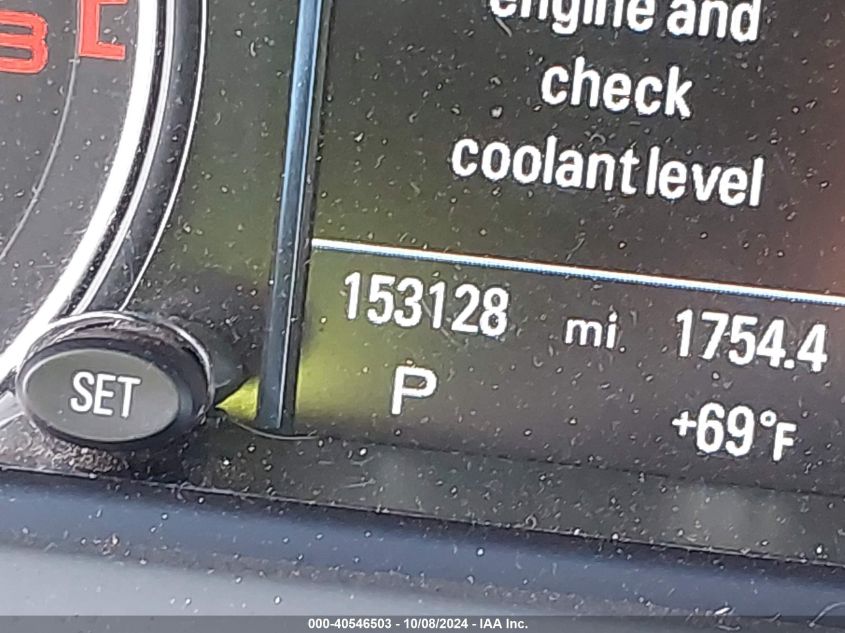 engine and
check
coolant level
153128 mi 1754.4
P
+69°F
SET
000-40546503 - 10/08/2024 - IAA Inc.